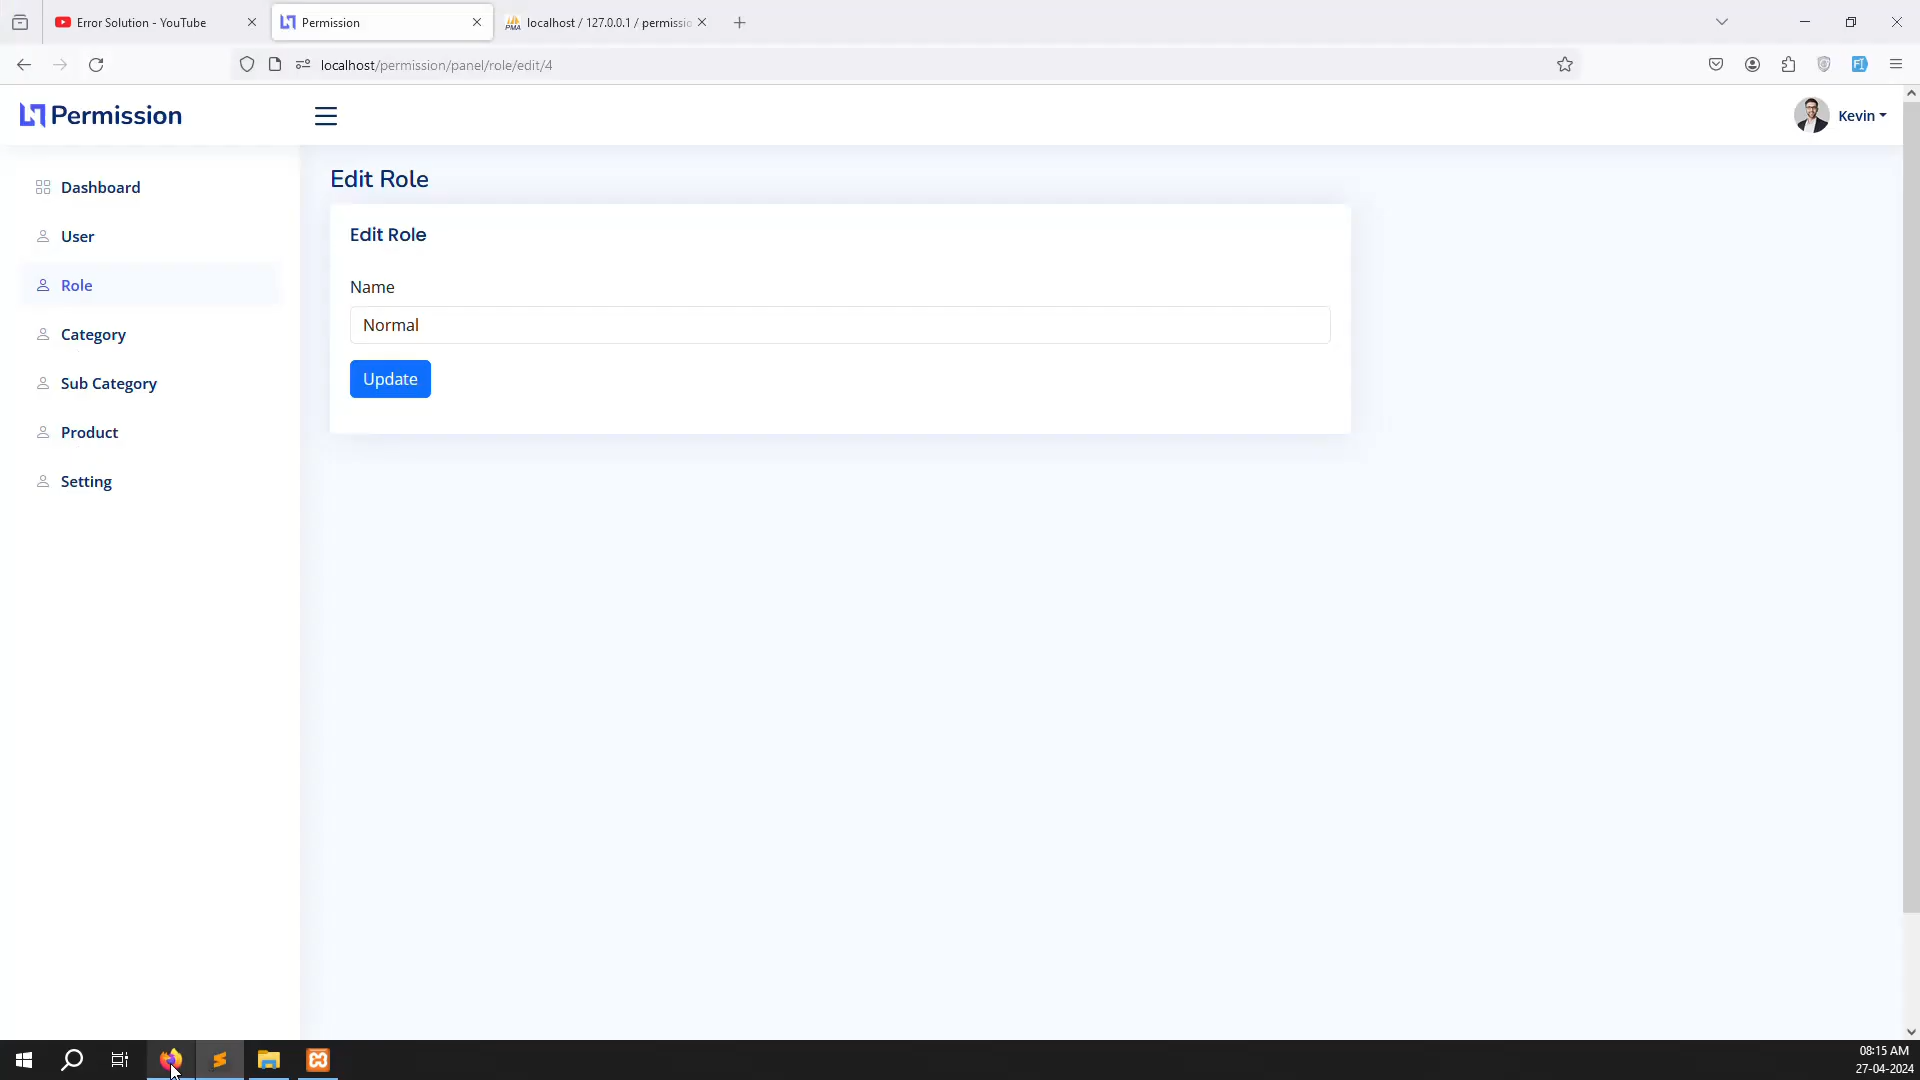 Error Solution - YouTube
Permission
localhost / 127.0.0.1 / permissio
localhost/permission/panel/role/edit/4
Permission
Kevin
Dashboard
User
Role
Category
Sub Category
Product
Setting
Edit Role
Edit Role
Name
Normal
Update
08:15 AM
27-04-2024